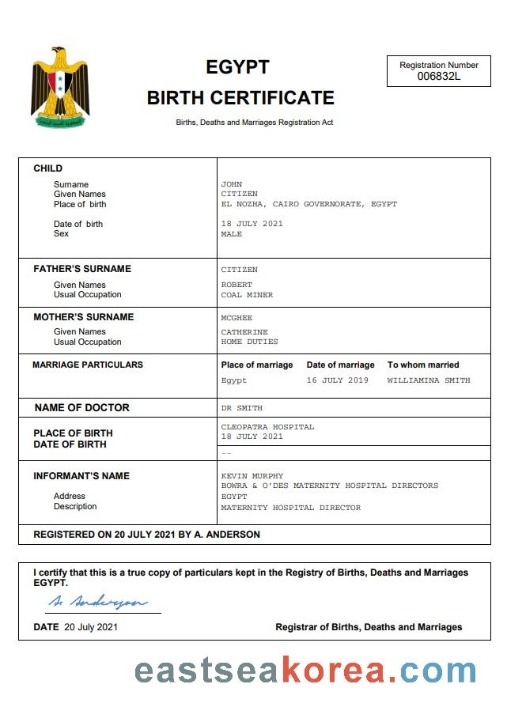 EGYPT
BIRTH CERTIFICATE
Births, Deaths and Marriages Registration Act
Registration Number
006832L
CHILD
Surname JOHN
Given Names CITIZEN
Place of birth EL NOZHA, CAIRO GOVERNORATE, EGYPT
Date of birth 18 JULY 2021
Sex MALE
FATHER'S SURNAME CITIZEN
Given Names ROBERT
Usual Occupation COAL MINER
MOTHER'S SURNAME MCGHEE
Given Names CATHERINE
Usual Occupation HOME DUTIES
MARRIAGE PARTICULARS Place of marriage Date of marriage To whom married
Egypt 16 JULY 2019 WILLIAMINA SMITH
NAME OF DOCTOR DR SMITH
PLACE OF BIRTH CLEOPATRA HOSPITAL
DATE OF BIRTH 18 JULY 2021
--
INFORMANT'S NAME KEVIN MURPHY
BOWRA & O'DES MATERNITY HOSPITAL DIRECTORS
Address EGYPT
Description MATERNITY HOSPITAL DIRECTOR
REGISTERED ON 20 JULY 2021 BY A. ANDERSON
I certify that this is a true copy of particulars kept in the Registry of Births, Deaths and Marriages
EGYPT.
A. Anderson
DATE 20 July 2021 Registrar of Births, Deaths and Marriages
eastseakorea.com